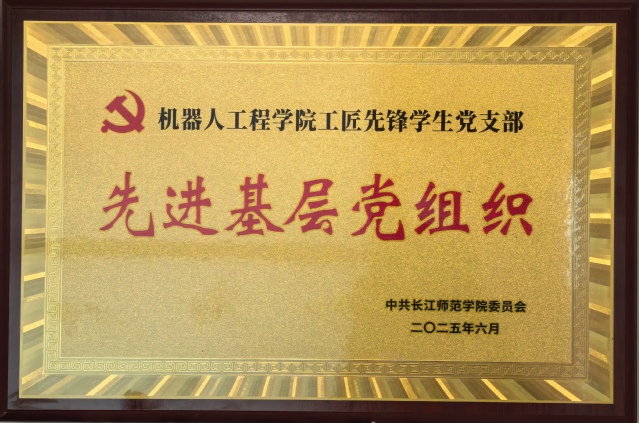 机器人工程学院工匠先锋学生党支部
先进基层党组织
中共长江师范学院委员会
二〇二五年六月